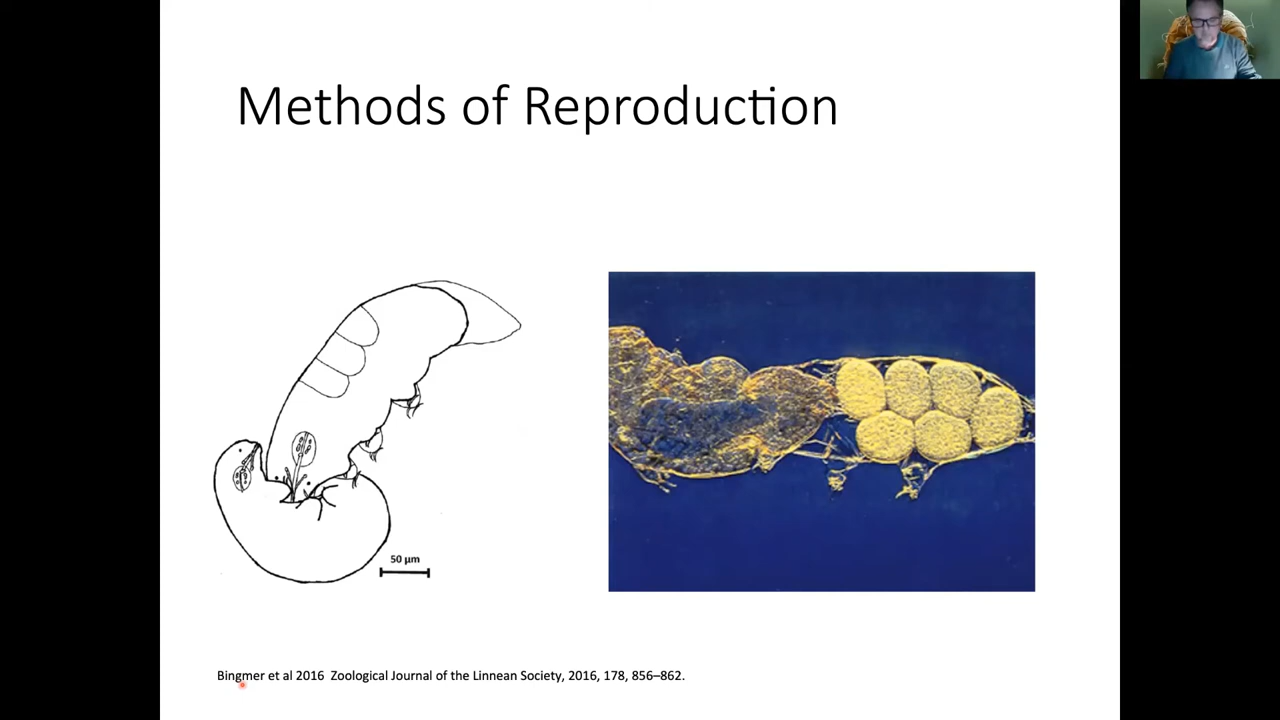 Methods of Reproduction
50 µm
Bingmer et al 2016 Zoological Journal of the Linnean Society, 2016, 178, 856–862.